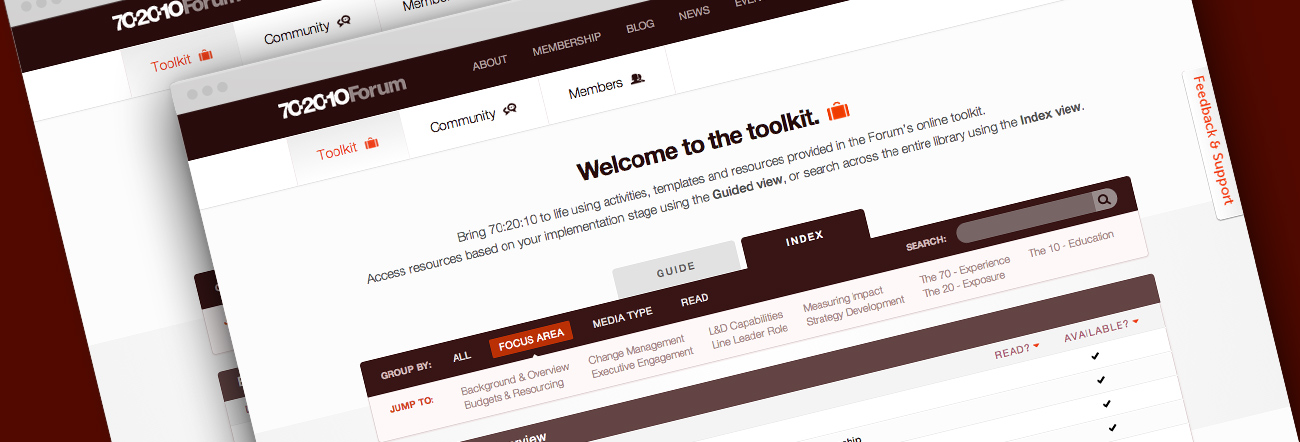 70:20:10Forum
Community
Members
Toolkit
70:20:10Forum
ABOUT
MEMBERSHIP
BLOG
NEWS
Toolkit
Community
Members
Feedback & Support
Welcome to the toolkit.
Bring 70:20:10 to life using activities, templates and resources provided in the Forum's online toolkit.
Access resources based on your implementation stage using the Guided view, or search across the entire library using the Index view.
GUIDE
INDEX
SEARCH:
GROUP BY:
ALL
FOCUS AREA
MEDIA TYPE
READ
JUMP TO:
Background & Overview
Budgets & Resourcing
Change Management
Executive Engagement
L&D Capabilities
Line Leader Role
Measuring Impact
Strategy Development
The 70 - Experience
The 20 - Exposure
The 10 - Education
READ?
AVAILABLE?